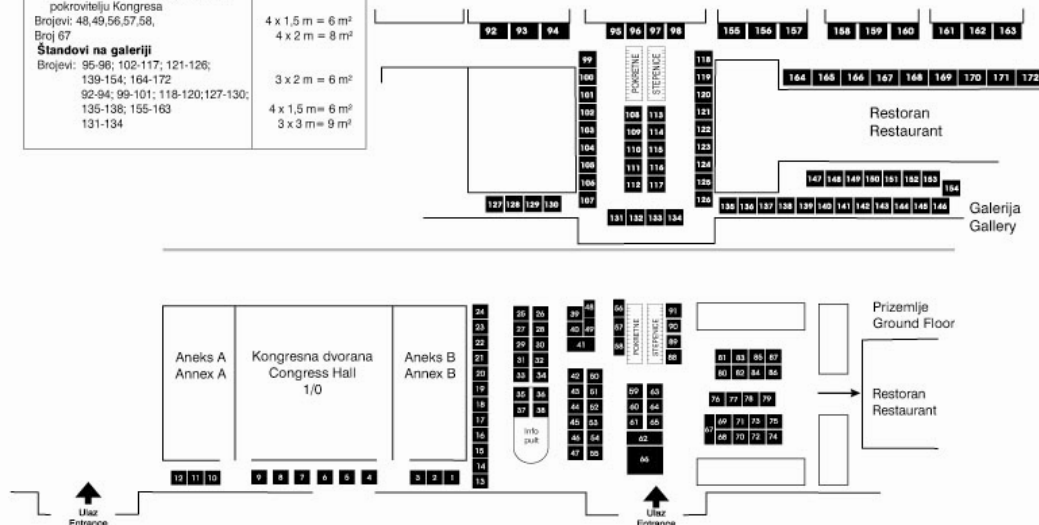 pokrovitelju Kongresa
Brojevi: 48,49,56,57,58, 4 x 1,5 m = 6 m²
Broj 67 4 x 2 m = 8 m²
Štandovi na galeriji
Brojevi: 95-98; 102-117; 121-126;
139-154; 164-172 3 x 2 m = 6 m²
92-94; 99-101; 118-120;127-130;
135-138; 155-163 4 x 1,5 m = 6 m²
131-134 3 x 3 m = 9 m²
92 93 94 95 96 97 98 155 156 157 158 159 160 161 162 163
99 100 101 102 103 104 105 106 107
POKRETNE STEPENICE
108 113
109 114
110 115
111 116
112 117
118 119 120 121 122 123 124 125 126
164 165 166 167 168 169 170 171 172
Restoran
Restaurant
147 148 149 150 151 152 153 154
127 128 129 130
131 132 133 134
135 136 137 138 139 140 141 142 143 144 145 146
Galerija
Gallery
Aneks A
Annex A
Kongresna dvorana
Congress Hall
1/0
Aneks B
Annex B
24 23 22 21 20 19 18 17 16 15 14 13
25 26
27 28
29 30
31 32
33 34
35 36
37 38
Info
pult
39 48
40 49
41
42 50
43 51
44 52
45 53
46 54
47 55
56 57 58
POKRETNE STEPENICE
91 90 89 88
59 63
60 64
61 65
62
66
81 83 85 87
80 82 84 86
76 77 78 79
67
69 71 73 75
68 70 72 74
Prizemlje
Ground Floor
Restoran
Restaurant
12 11 10 9 8 7 6 5 4 3 2 1
Ulaz
Entrance
Ulaz
Entrance